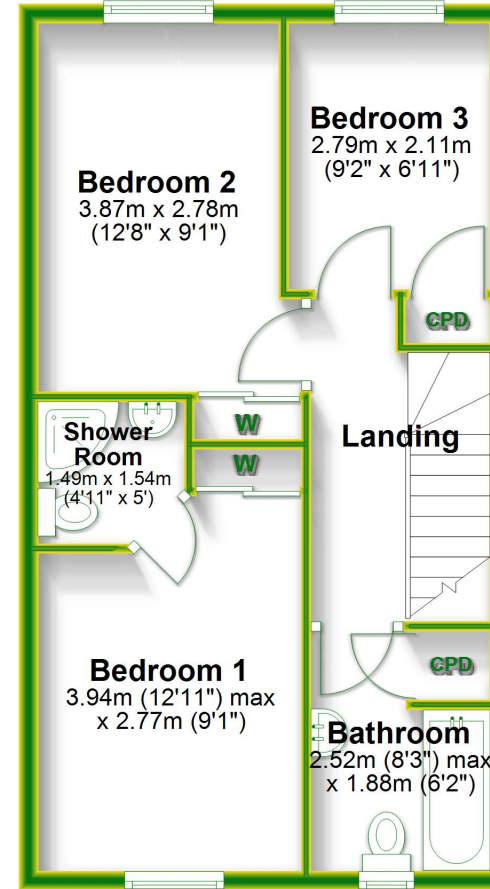 Bedroom 2
3.87m x 2.78m
(12'8" x 9'1")
Bedroom 3
2.79m x 2.11m
(9'2" x 6'11")
CPD
W
W
Landing
Shower
Room
1.49m x 1.54m
(4'11" x 5')
Bedroom 1
3.94m (12'11") max
x 2.77m (9'1")
CPD
Bathroom
2.52m (8'3") max
x 1.88m (6'2")